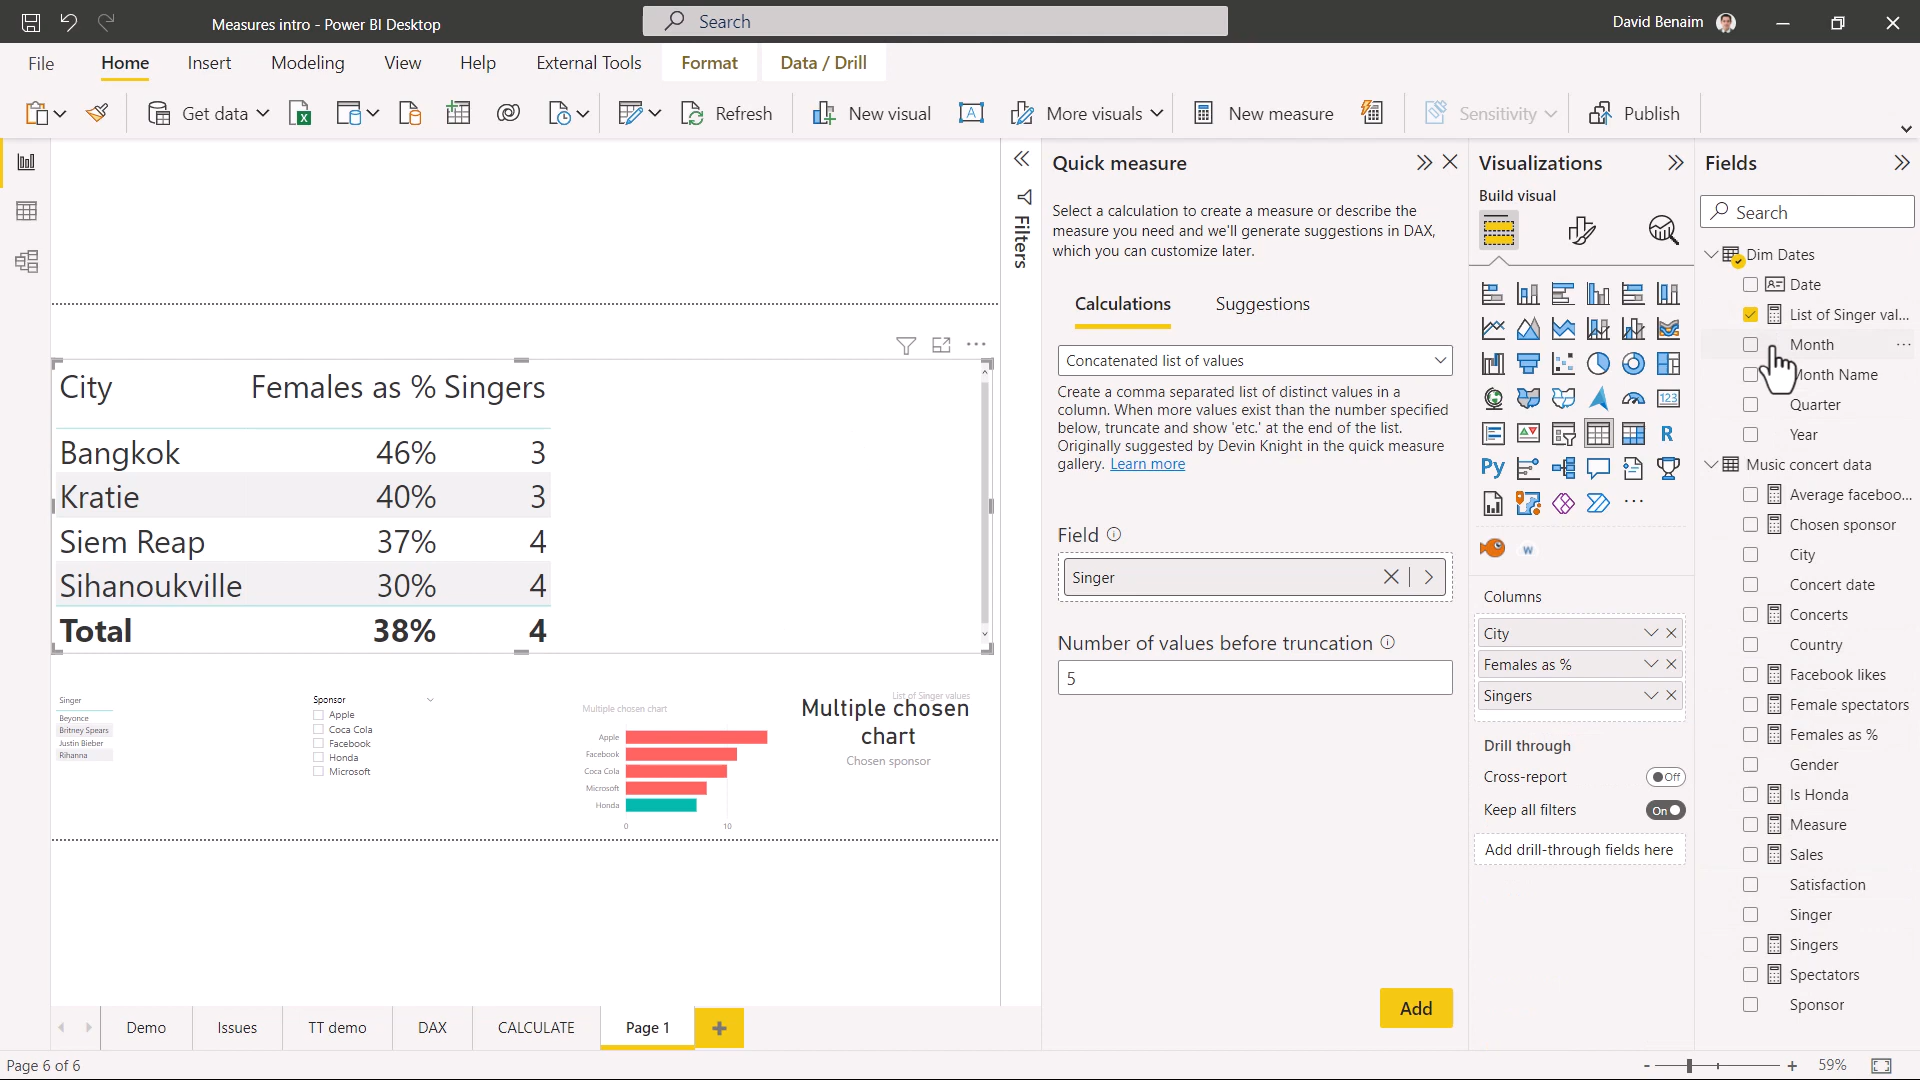 Measures intro - Power BI Desktop
Search
David Benaim
File
Home
Insert
Modeling
View
Help
External Tools
Format
Data / Drill
Get data
Refresh
New visual
More visuals
New measure
Sensitivity
Publish
City Females as % Singers
Bangkok 46% 3
Kratie 40% 3
Siem Reap 37% 4
Sihanoukville 30% 4
Total 38% 4
Singer
Beyonce
Britney Spears
Justin Bieber
Rihanna
Sponsor
Apple
Coca Cola
Facebook
Honda
Microsoft
Multiple chosen chart
Apple
Facebook
Coca Cola
Microsoft
Honda
0 10
List of Singer values
Multiple chosen
chart
Chosen sponsor
Filters
Quick measure
Select a calculation to create a measure or describe the
measure you need and we'll generate suggestions in DAX,
which you can customize later.
Calculations
Suggestions
Concatenated list of values
Create a comma separated list of distinct values in a
column. When more values exist than the number specified
below, truncate and show 'etc.' at the end of the list.
Originally suggested by Devin Knight in the quick measure
gallery. Learn more
Field
Singer
Number of values before truncation
5
Add
Visualizations
Build visual
123
R
Py
W
Columns
City
Females as %
Singers
Drill through
Cross-report
Off
Keep all filters
On
Add drill-through fields here
Fields
Search
Dim Dates
Date
List of Singer val...
Month
Month Name
Quarter
Year
Music concert data
Average faceboo...
Chosen sponsor
City
Concert date
Concerts
Country
Facebook likes
Female spectators
Females as %
Gender
Is Honda
Measure
Sales
Satisfaction
Singer
Singers
Spectators
Sponsor
Demo
Issues
TT demo
DAX
CALCULATE
Page 1
Page 6 of 6
59%